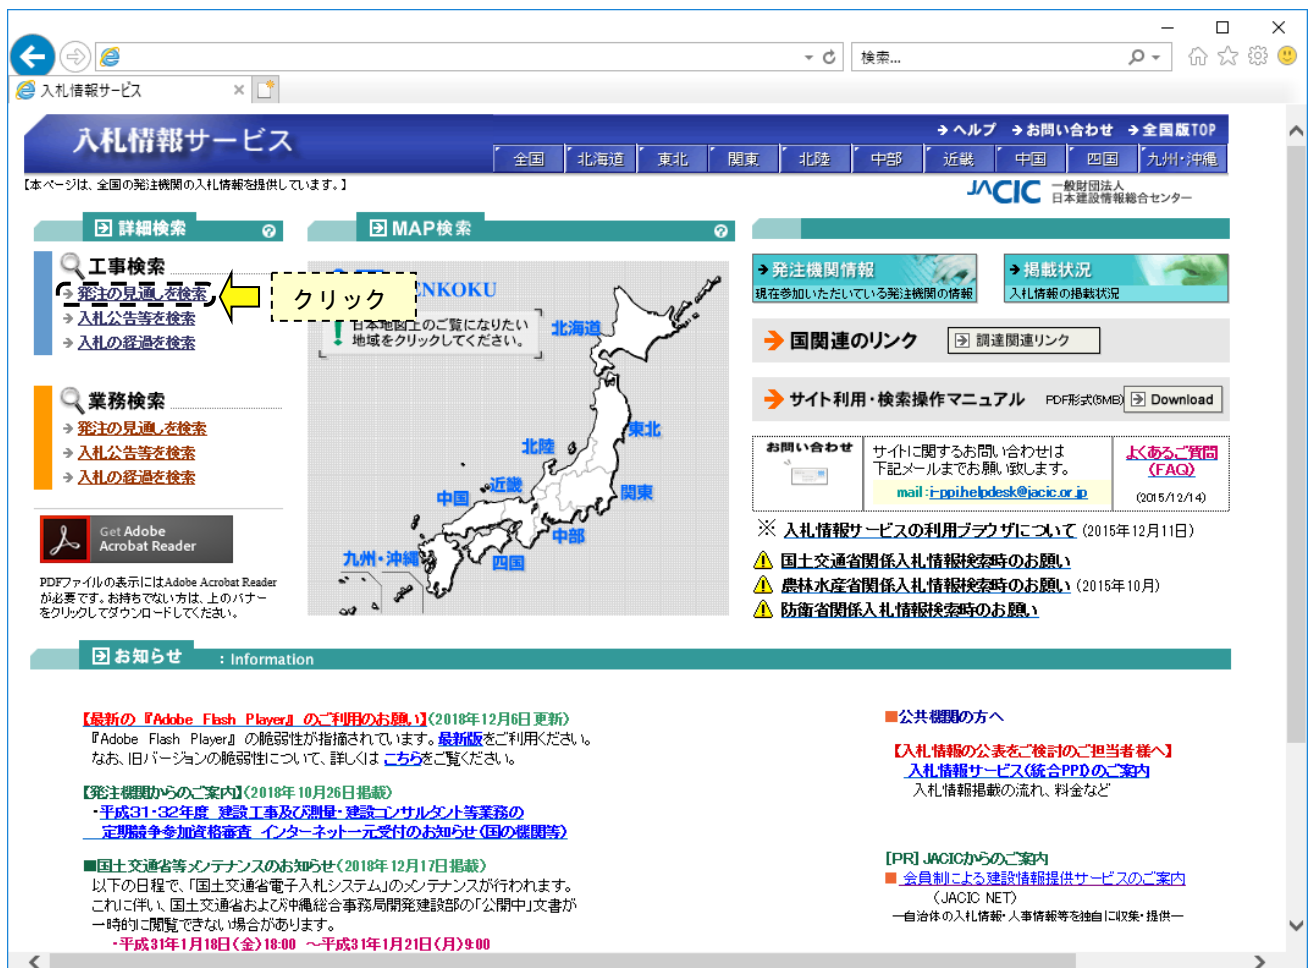 検索...
入札情報サービス
入札情報サービス
→ヘルプ →お問い合わせ →全国版TOP
全国 北海道 東北 関東 北陸 中部 近畿 中国 四国 九州・沖縄
【本ページは、全国の発注機関の入札情報を提供しています。】
JACIC 一般財団法人
日本建設情報総合センター
詳細検索
工事検索
発注の見通しを検索
クリック
入札公告等を検索
入札の経過を検索
業務検索
発注の見通しを検索
入札公告等を検索
入札の経過を検索
Get Adobe
Acrobat Reader
PDFファイルの表示にはAdobe Acrobat Reader
が必要です。お持ちでない方は、上のバナー
をクリックしてダウンロードしてください。
MAP検索
ENKOKU
日本地図上のご覧になりたい
地域をクリックしてください。
北海道
東北
北陸
関東
近畿
中国
中部
四国
九州・沖縄
発注機関情報
現在参加いただいている発注機関の情報
掲載状況
入札情報の掲載状況
国関連のリンク 調達関連リンク
サイト利用・検索操作マニュアル PDF形式(5MB) Download
お問い合わせ
サイトに関するお問い合わせは
下記メールまでお願い致します。
mail:i-ppi.helpdesk@jacic.or.jp
よくあるご質問
(FAQ)
(2015/12/14)
※ 入札情報サービスの利用ブラウザについて (2015年12月11日)
国土交通省関係入札情報検索時のお願い
農林水産省関係入札情報検索時のお願い (2015年10月)
防衛省関係入札情報検索時のお願い
お知らせ : Information
【最新の『Adobe Flash Player』のご利用のお願い】(2018年12月6日更新)
『Adobe Flash Player』の脆弱性が指摘されています。最新版をご利用ください。
なお、旧バージョンの脆弱性について、詳しくは こちらをご覧ください。
【発注機関からのご案内】(2018年10月26日掲載)
・平成31・32年度 建設工事及び測量・建設コンサルタント等業務の
定期競争参加資格審査 インターネット一元受付のお知らせ(国の機関等)
■国土交通省等メンテナンスのお知らせ(2018年12月17日掲載)
以下の日程で、「国土交通省電子入札システム」のメンテナンスが行われます。
これに伴い、国土交通省および沖縄総合事務局開発建設部の「公開中」文書が
一時的に閲覧できない場合があります。
・平成31年1月18日(金)18:00 ～平成31年1月21日(月)9:00
■公共機関の方へ
【入札情報の公表をご検討のご担当者様へ】
入札情報サービス(統合PPI)のご案内
入札情報掲載の流れ、料金など
[PR] JACICからのご案内
■ 会員制による建設情報提供サービスのご案内
(JACIC NET)
―自治体の入札情報・人事情報等を独自に収集・提供―